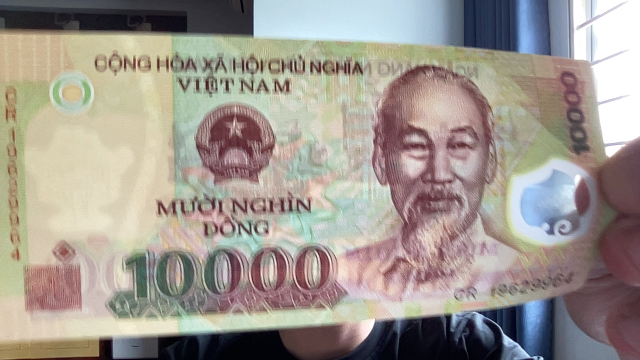 CỘNG HÒA XÃ HỘI CHỦ NGHĨA
VIỆT NAM
MƯỜI NGHÌN
ĐỒNG
10000
10000